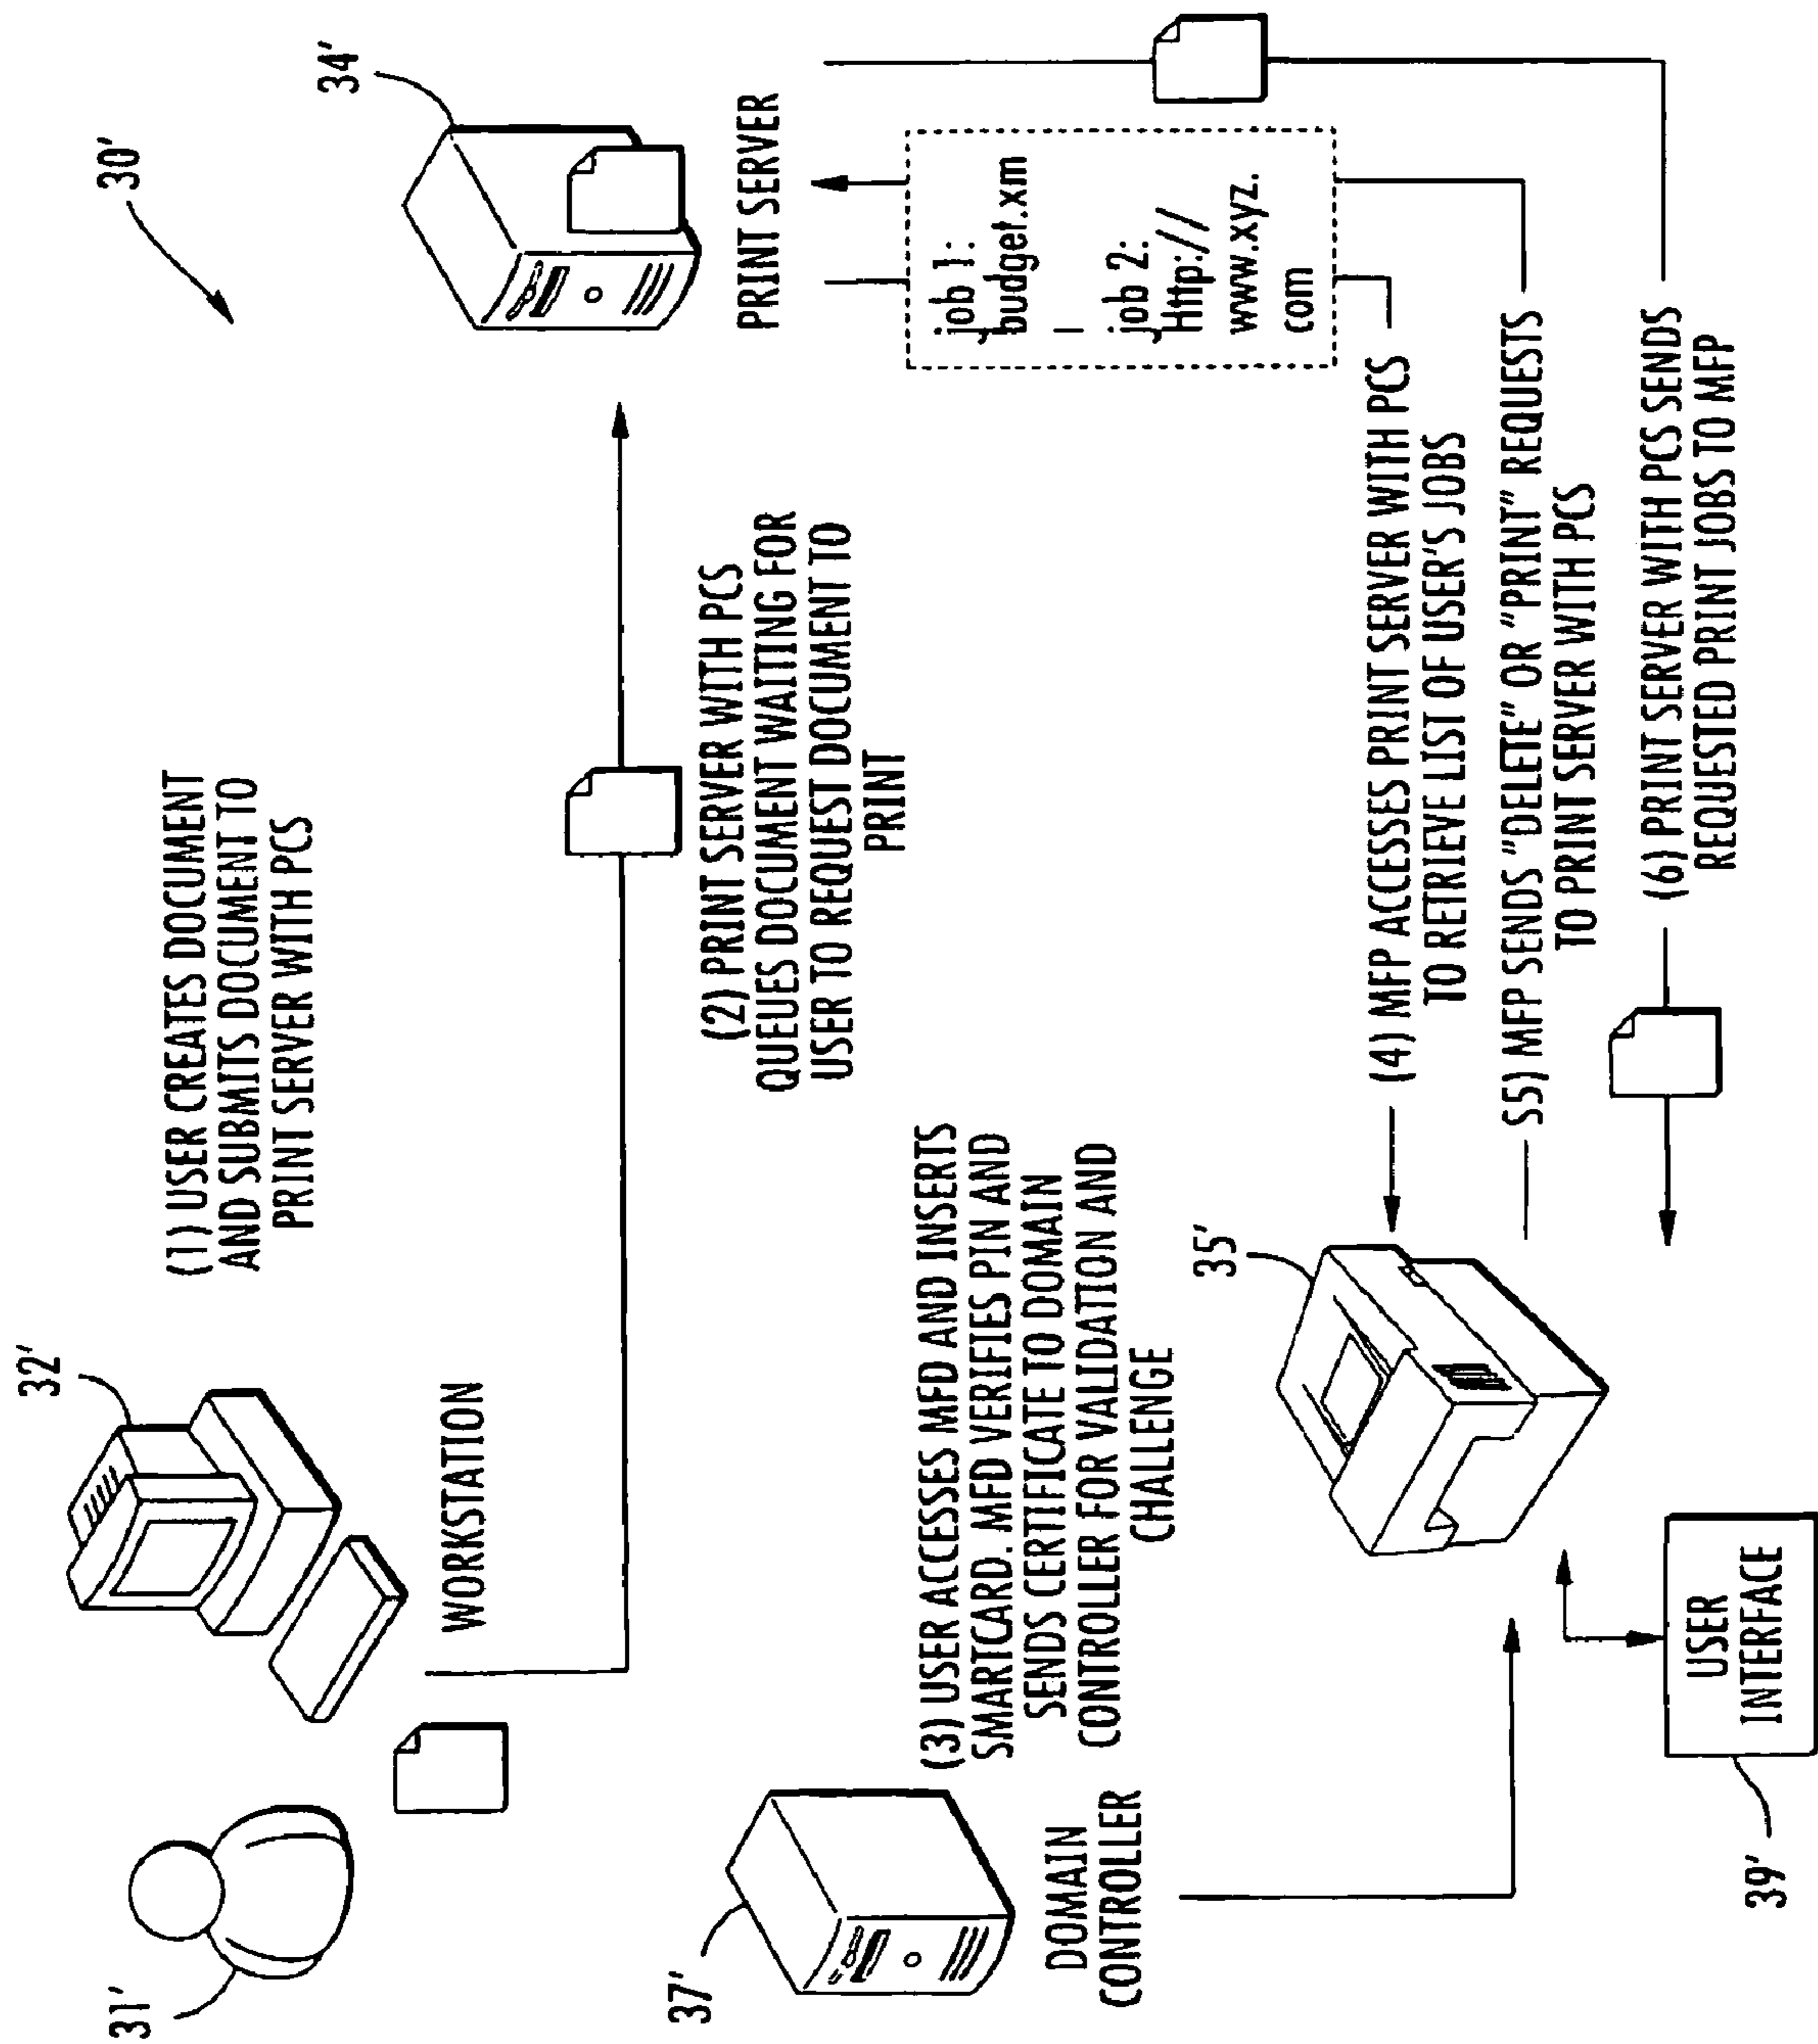 30'
31'
32'
WORKSTATION
(1) USER CREATES DOCUMENT
AND SUBMITS DOCUMENT TO
PRINT SERVER WITH PCS
34'
PRINT SERVER
(2) PRINT SERVER WITH PCS
QUEUES DOCUMENT WAITING FOR
USER TO REQUEST DOCUMENT TO
PRINT
job 1:
budget.xm
l
job 2:
Http://
www.xyz.
com
37'
DOMAIN
CONTROLLER
(3) USER ACCESSES MFD AND INSERTS
SMARTCARD. MFD VERIFIES PIN AND
SENDS CERTIFICATE TO DOMAIN
CONTROLLER FOR VALIDATION AND
CHALLENGE
35'
(4) MFP ACCESSES PRINT SERVER WITH PCS
TO RETRIEVE LIST OF USER'S JOBS
S5) MFP SENDS "DELETE" OR "PRINT" REQUESTS
TO PRINT SERVER WITH PCS
(6) PRINT SERVER WITH PCS SENDS
REQUESTED PRINT JOBS TO MFP
USER
INTERFACE
39'